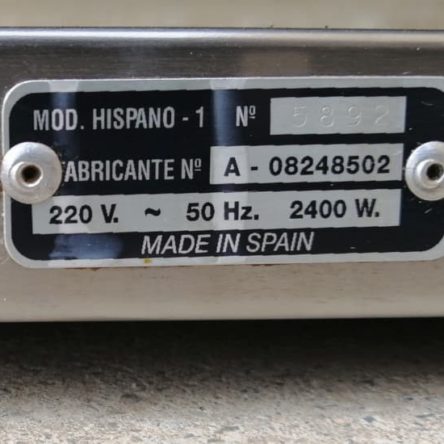 MOD. HISPANO - 1 Nº 5892
FABRICANTE Nº A - 08248502
220 V. ~ 50 Hz. 2400 W.
MADE IN SPAIN